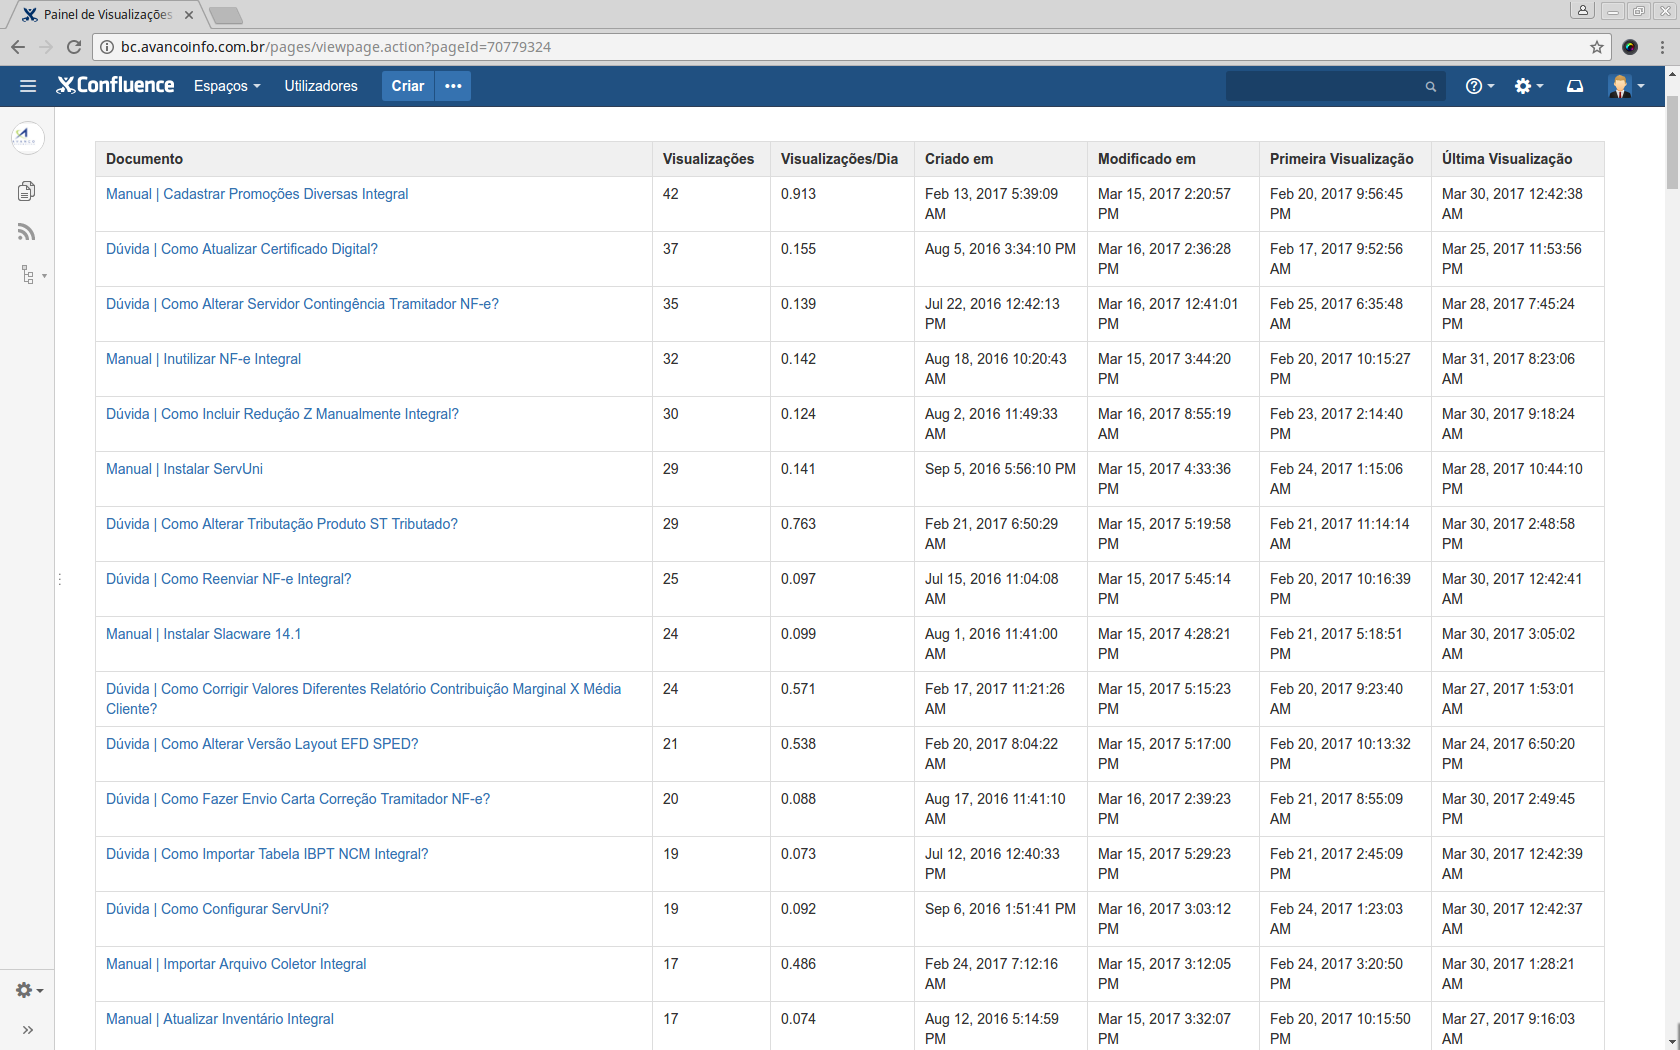 Painel de Visualizações
bc.avancoinfo.com.br/pages/viewpage.action?pageId=70779324
Confluence Espaços Utilizadores Criar
Documento Visualizações Visualizações/Dia Criado em Modificado em Primeira Visualização Última Visualização
Manual | Cadastrar Promoções Diversas Integral 42 0.913 Feb 13, 2017 5:39:09 Mar 15, 2017 2:20:57 Feb 20, 2017 9:56:45 Mar 30, 2017 12:42:38
AM PM PM AM
Dúvida | Como Atualizar Certificado Digital? 37 0.155 Aug 5, 2016 3:34:10 PM Mar 16, 2017 2:36:28 Feb 17, 2017 9:52:56 Mar 25, 2017 11:53:56
PM AM PM
Dúvida | Como Alterar Servidor Contingência Tramitador NF-e? 35 0.139 Jul 22, 2016 12:42:13 Mar 16, 2017 12:41:01 Feb 25, 2017 6:35:48 Mar 28, 2017 7:45:24
PM PM AM PM
Manual | Inutilizar NF-e Integral 32 0.142 Aug 18, 2016 10:20:43 Mar 15, 2017 3:44:20 Feb 20, 2017 10:15:27 Mar 31, 2017 8:23:06
AM PM PM AM
Dúvida | Como Incluir Redução Z Manualmente Integral? 30 0.124 Aug 2, 2016 11:49:33 Mar 16, 2017 8:55:19 Feb 23, 2017 2:14:40 Mar 30, 2017 9:18:24
AM AM PM AM
Manual | Instalar ServUni 29 0.141 Sep 5, 2016 5:56:10 PM Mar 15, 2017 4:33:36 Feb 24, 2017 1:15:06 Mar 28, 2017 10:44:10
PM AM PM
Dúvida | Como Alterar Tributação Produto ST Tributado? 29 0.763 Feb 21, 2017 6:50:29 Mar 15, 2017 5:19:58 Feb 21, 2017 11:14:14 Mar 30, 2017 2:48:58
AM PM AM PM
Dúvida | Como Reenviar NF-e Integral? 25 0.097 Jul 15, 2016 11:04:08 Mar 15, 2017 5:45:14 Feb 20, 2017 10:16:39 Mar 30, 2017 12:42:41
AM PM PM AM
Manual | Instalar Slacware 14.1 24 0.099 Aug 1, 2016 11:41:00 Mar 15, 2017 4:28:21 Feb 21, 2017 5:18:51 Mar 30, 2017 3:05:02
AM PM PM AM
Dúvida | Como Corrigir Valores Diferentes Relatório Contribuição Marginal X Média 24 0.571 Feb 17, 2017 11:21:26 Mar 15, 2017 5:15:23 Feb 20, 2017 9:23:40 Mar 27, 2017 1:53:01
Cliente? AM PM AM AM
Dúvida | Como Alterar Versão Layout EFD SPED? 21 0.538 Feb 20, 2017 8:04:22 Mar 15, 2017 5:17:00 Feb 20, 2017 10:13:32 Mar 24, 2017 6:50:20
AM PM PM PM
Dúvida | Como Fazer Envio Carta Correção Tramitador NF-e? 20 0.088 Aug 17, 2016 11:41:10 Mar 16, 2017 2:39:23 Feb 21, 2017 8:55:09 Mar 30, 2017 2:49:45
AM PM AM PM
Dúvida | Como Importar Tabela IBPT NCM Integral? 19 0.073 Jul 12, 2016 12:40:33 Mar 15, 2017 5:29:23 Feb 21, 2017 2:45:09 Mar 30, 2017 12:42:39
PM PM PM AM
Dúvida | Como Configurar ServUni? 19 0.092 Sep 6, 2016 1:51:41 PM Mar 16, 2017 3:03:12 Feb 24, 2017 1:23:03 Mar 30, 2017 12:42:37
PM AM AM
Manual | Importar Arquivo Coletor Integral 17 0.486 Feb 24, 2017 7:12:16 Mar 15, 2017 3:12:05 Feb 24, 2017 3:20:50 Mar 30, 2017 1:28:21
AM PM PM AM
Manual | Atualizar Inventário Integral 17 0.074 Aug 12, 2016 5:14:59 Mar 15, 2017 3:32:07 Feb 20, 2017 10:15:50 Mar 27, 2017 9:16:03
PM PM PM AM